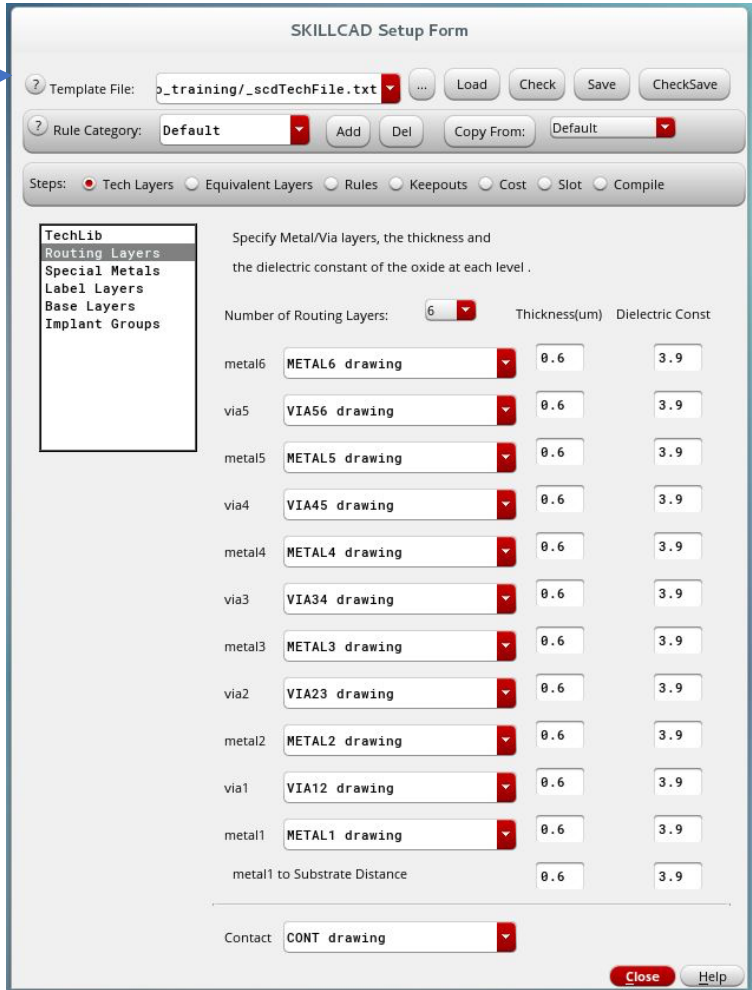 SKILLCAD Setup Form
? Template File: o_training/_scdTechFile.txt ... Load Check Save CheckSave
? Rule Category: Default Add Del Copy From: Default
Steps: Tech Layers Equivalent Layers Rules Keepouts Cost Slot Compile
TechLib
Routing Layers
Special Metals
Label Layers
Base Layers
Implant Groups
Specify Metal/Via layers, the thickness and
the dielectric constant of the oxide at each level .
Number of Routing Layers: 6 Thickness(um) Dielectric Const
metal6 METAL6 drawing 0.6 3.9
via5 VIA56 drawing 0.6 3.9
metal5 METAL5 drawing 0.6 3.9
via4 VIA45 drawing 0.6 3.9
metal4 METAL4 drawing 0.6 3.9
via3 VIA34 drawing 0.6 3.9
metal3 METAL3 drawing 0.6 3.9
via2 VIA23 drawing 0.6 3.9
metal2 METAL2 drawing 0.6 3.9
via1 VIA12 drawing 0.6 3.9
metal1 METAL1 drawing 0.6 3.9
metal1 to Substrate Distance 0.6 3.9
Contact CONT drawing
Close Help